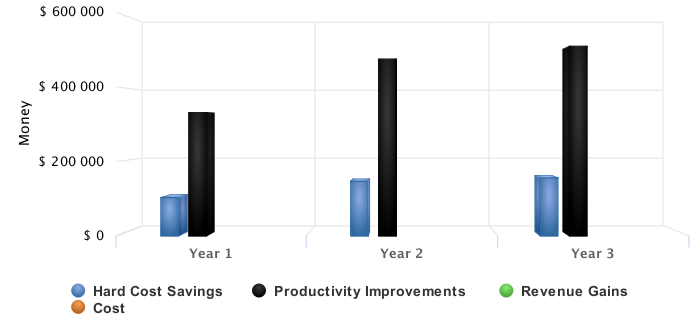 $ 600 000
$ 400 000
$ 200 000
$ 0
Money
Year 1
Year 2
Year 3
Hard Cost Savings
Productivity Improvements
Revenue Gains
Cost